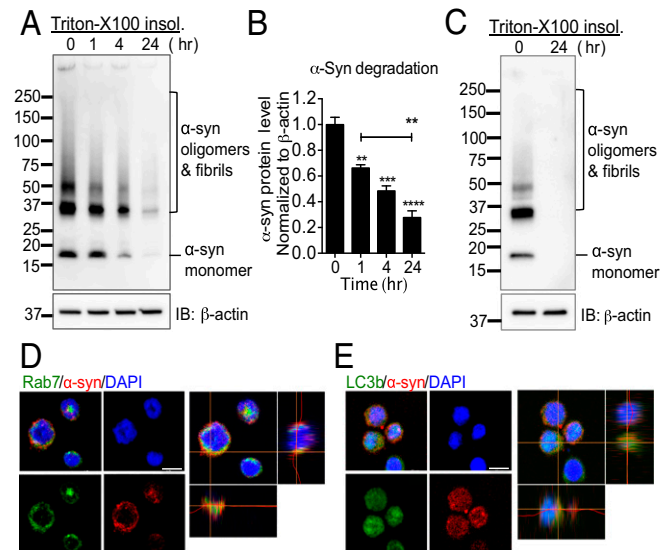 A
Triton-X100 insol.
0 1 4 24 ( hr)
250
150
100
75
50
37
25
20
15
α-syn
oligomers
& fibrils
α-syn
monomer
37
IB: β-actin
B
α-Syn degradation
α-syn protein level
Normalized to β-actin
1.2
1.0
0.8
0.6
0.4
0.2
0.0
**
**
***
****
0 1 4 24
Time (hr)
C
Triton-X100 insol.
0 24 (hr)
250
150
100
75
50
37
25
20
15
α-syn
oligomers
& fibrils
α-syn
monomer
37
IB: β-actin
D
Rab7/α-syn/DAPI
E
LC3b/α-syn/DAPI